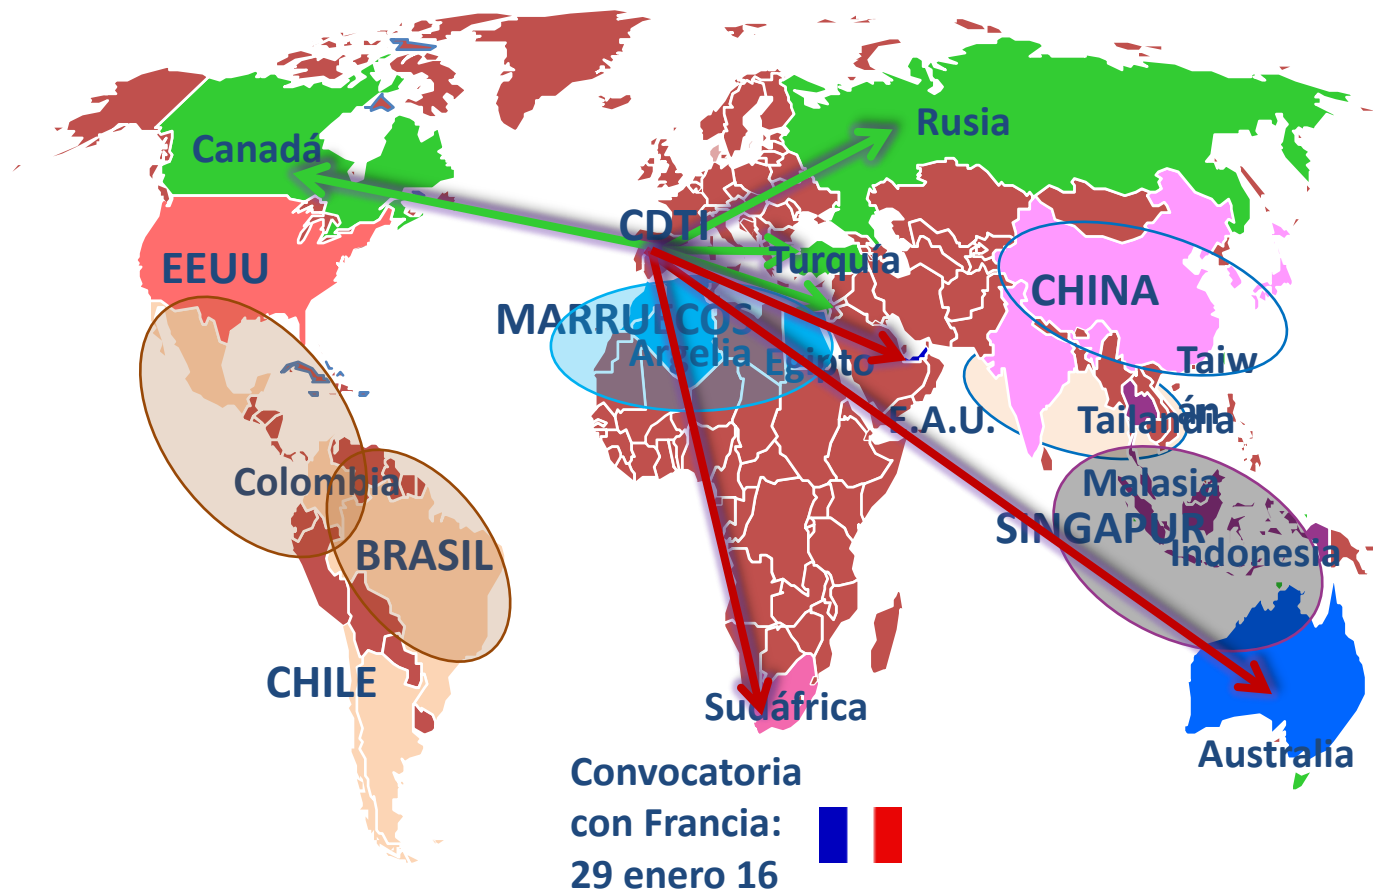 Canadá
Rusia
CDTI
EEUU
Turquía
CHINA
MARRUECOS
Argelia
Egipto
Taiw
án
E.A.U.
Tailandia
Colombia
Malasia
SINGAPUR
Indonesia
BRASIL
CHILE
Sudáfrica
Australia
Convocatoria
con Francia:
29 enero 16